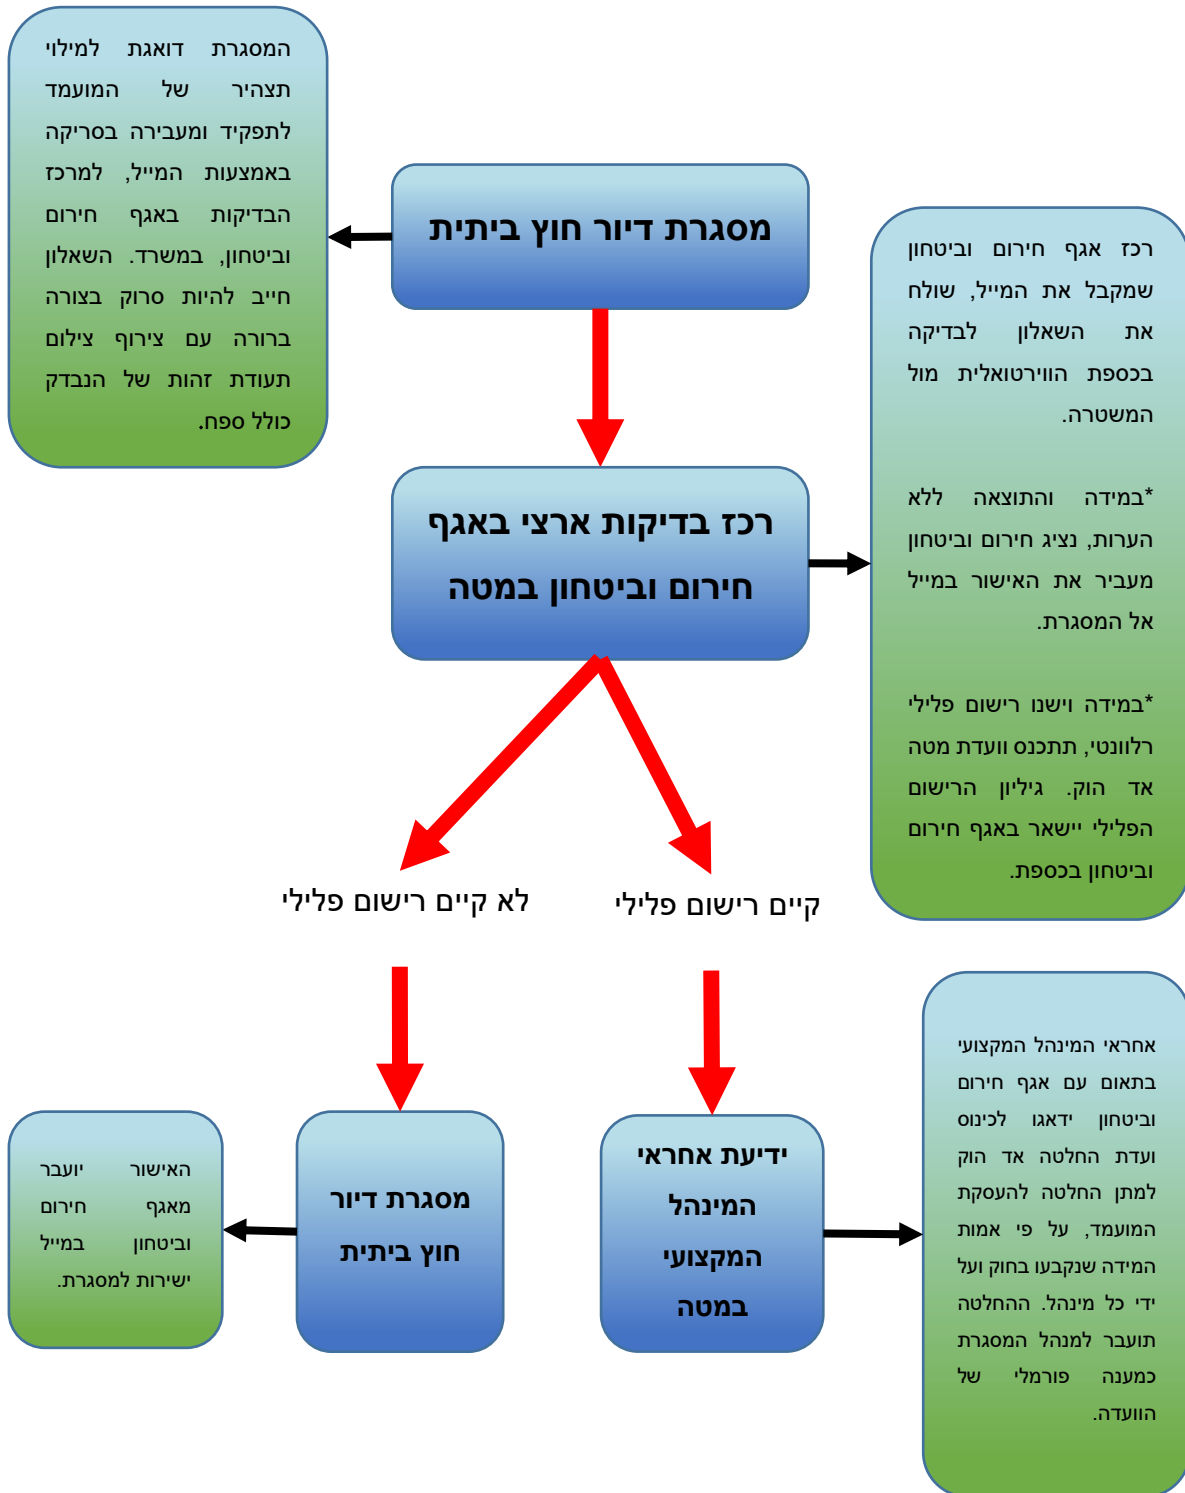 המסגרת דואגת למילוי
תצהיר של המועמד
לתפקיד ומעבירה בסריקה
באמצעות המייל, למרכז
הבדיקות באגף חירום
וביטחון, במשרד. השאלון
חייב להיות סרוק בצורה
ברורה עם צירוף צילום
תעודת זהות של הנבדק
כולל ספח.
מסגרת דיור חוץ ביתית
רכז אגף חירום וביטחון
שמקבל את המייל, שולח
את השאלון לבדיקה
בכספת הווירטואלית מול
המשטרה.
*במידה והתוצאה ללא
הערות, נציג חירום וביטחון
מעביר את האישור במייל
אל המסגרת.
*במידה וישנו רישום פלילי
רלוונטי, תתכנס וועדת מטה
אד הוק. גיליון הרישום
הפלילי יישאר באגף חירום
וביטחון בכספת.
רכז בדיקות ארצי באגף
חירום וביטחון במטה
קיים רישום פלילי
לא קיים רישום פלילי
אחראי המינהל המקצועי
בתאום עם אגף חירום
וביטחון ידאגו לכינוס
ועדת החלטה אד הוק
למתן החלטה להעסקת
המועמד, על פי אמות
המידה שנקבעו בחוק ועל
ידי כל מינהל. ההחלטה
תועבר למנהל המסגרת
כמענה פורמלי של
הוועדה.
ידיעת אחראי
המינהל
המקצועי
במטה
מסגרת דיור
חוץ ביתית
האישור יועבר
מאגף חירום
וביטחון במייל
ישירות למסגרת.